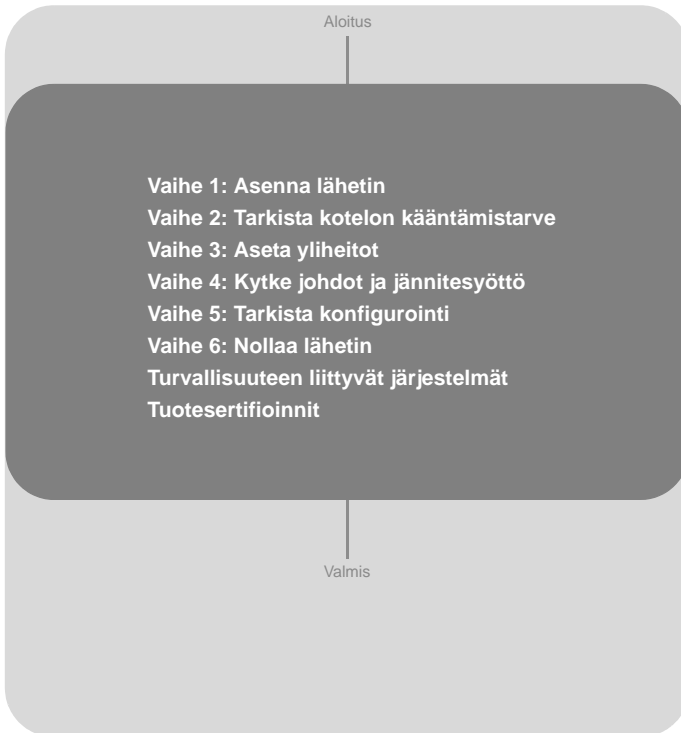 Aloitus
Vaihe 1: Asenna lähetin
Vaihe 2: Tarkista kotelon kääntämistarve
Vaihe 3: Aseta yliheitot
Vaihe 4: Kytke johdot ja jännitesyöttö
Vaihe 5: Tarkista konfigurointi
Vaihe 6: Nollaa lähetin
Turvallisuuteen liittyvät järjestelmät
Tuotesertifioinnit
Valmis